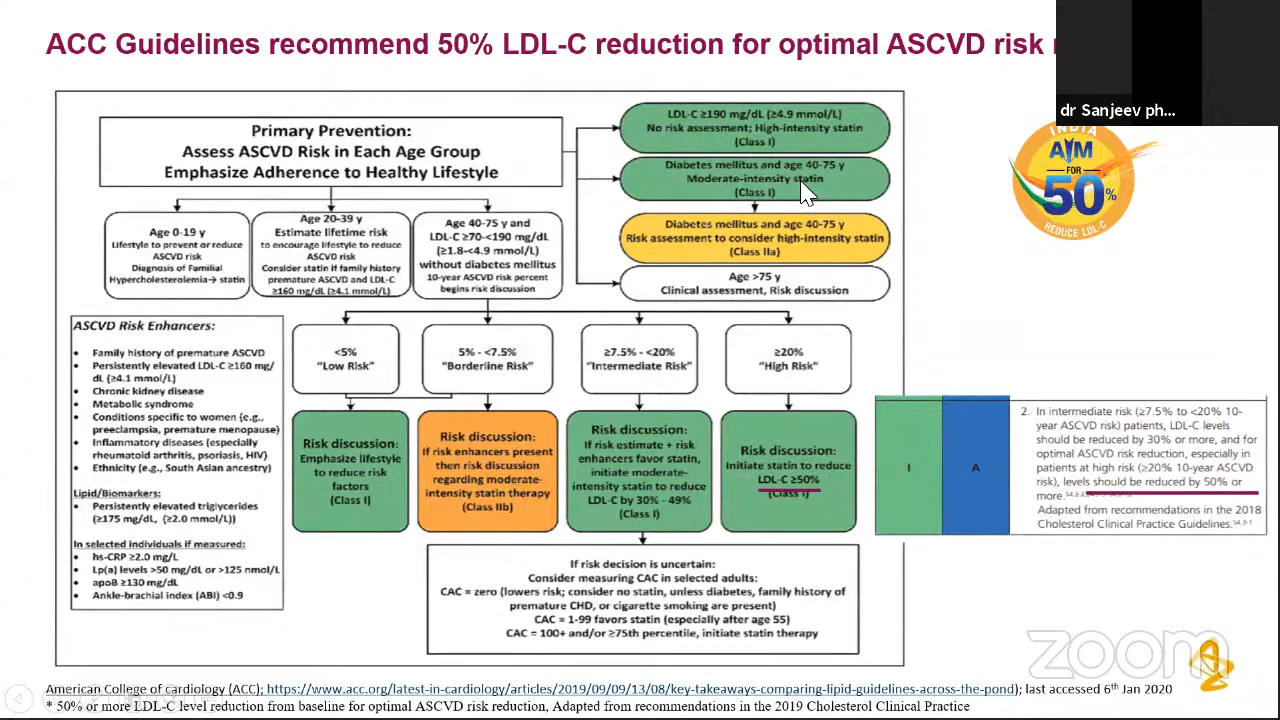 ACC Guidelines recommend 50% LDL-C reduction for optimal ASCVD risk
dr Sanjeev ph...
INDIA
AIM
FOR
50%
REDUCE LDL-C
Primary Prevention:
Assess ASCVD Risk in Each Age Group
Emphasize Adherence to Healthy Lifestyle
LDL-C ≥190 mg/dL (≥4.9 mmol/L)
No risk assessment; High-intensity statin
(Class I)
Diabetes mellitus and age 40-75 y
Moderate-intensity statin
(Class I)
Diabetes mellitus and age 40-75 y
Risk assessment to consider high-intensity statin
(Class IIa)
Age >75 y
Clinical assessment, Risk discussion
Age 0-19 y
Lifestyle to prevent or reduce
ASCVD risk
Diagnosis of Familial
Hypercholesterolemia→ statin
Age 20-39 y
Estimate lifetime risk
to encourage lifestyle to reduce
ASCVD risk
Consider statin if family history
premature ASCVD and LDL-C
≥160 mg/dL (≥4.1 mmol/L)
Age 40-75 y and
LDL-C ≥70-<190 mg/dL
(≥1.8-<4.9 mmol/L)
without diabetes mellitus
10-year ASCVD risk percent
begins risk discussion
ASCVD Risk Enhancers:
• Family history of premature ASCVD
• Persistently elevated LDL-C ≥160 mg/
dL (≥4.1 mmol/L)
• Chronic kidney disease
• Metabolic syndrome
• Conditions specific to women (e.g.,
preeclampsia, premature menopause)
• Inflammatory diseases (especially
rheumatoid arthritis, psoriasis, HIV)
• Ethnicity (e.g., South Asian ancestry)
Lipid/Biomarkers:
• Persistently elevated triglycerides
(≥175 mg/dL, (≥2.0 mmol/L))
In selected individuals if measured:
• hs-CRP ≥2.0 mg/L
• Lp(a) levels >50 mg/dL or >125 nmol/L
• apoB ≥130 mg/dL
• Ankle-brachial index (ABI) <0.9
<5%
"Low Risk"
5% - <7.5%
"Borderline Risk"
≥7.5% - <20%
"Intermediate Risk"
≥20%
"High Risk"
Risk discussion:
Emphasize lifestyle
to reduce risk
factors
(Class I)
Risk discussion:
If risk enhancers present
then risk discussion
regarding moderate-
intensity statin therapy
(Class IIb)
Risk discussion:
If risk estimate + risk
enhancers favor statin,
initiate moderate-
intensity statin to reduce
LDL-C by 30% - 49%
(Class I)
Risk discussion:
Initiate statin to reduce
LDL-C ≥50%
(Class I)
If risk decision is uncertain:
Consider measuring CAC in selected adults:
CAC = zero (lowers risk; consider no statin, unless diabetes, family history of
premature CHD, or cigarette smoking are present)
CAC = 1-99 favors statin (especially after age 55)
CAC = 100+ and/or ≥75th percentile, initiate statin therapy
I
A
2. In intermediate risk (≥7.5% to <20% 10-
year ASCVD risk) patients, LDL-C levels
should be reduced by 30% or more, and for
optimal ASCVD risk reduction, especially in
patients at high risk (≥20% 10-year ASCVD
risk), levels should be reduced by 50% or
more.
Adapted from recommendations in the 2018
Cholesterol Clinical Practice Guidelines.S4.3-1
zoom
American College of Cardiology (ACC); https://www.acc.org/latest-in-cardiology/articles/2019/09/09/13/08/key-takeaways-comparing-lipid-guidelines-across-the-pond); last accessed 6th Jan 2020
* 50% or more LDL-C level reduction from baseline for optimal ASCVD risk reduction, Adapted from recommendations in the 2019 Cholesterol Clinical Practice